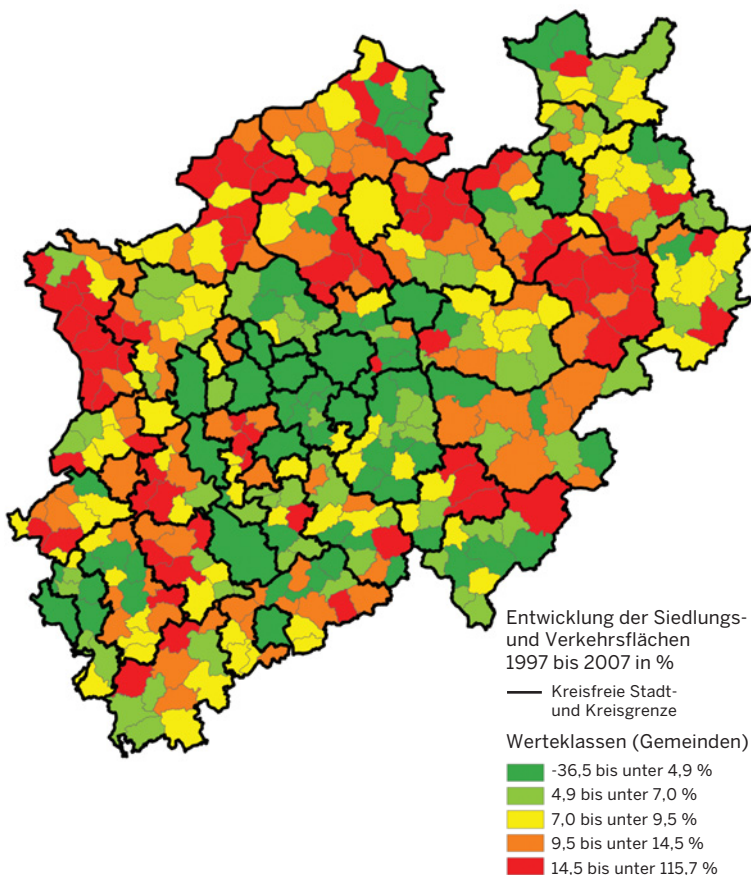 Entwicklung der Siedlungs-
und Verkehrsflächen
1997 bis 2007 in %
Kreisfreie Stadt-
und Kreisgrenze
Werteklassen (Gemeinden)
-36,5 bis unter 4,9 %
4,9 bis unter 7,0 %
7,0 bis unter 9,5 %
9,5 bis unter 14,5 %
14,5 bis unter 115,7 %